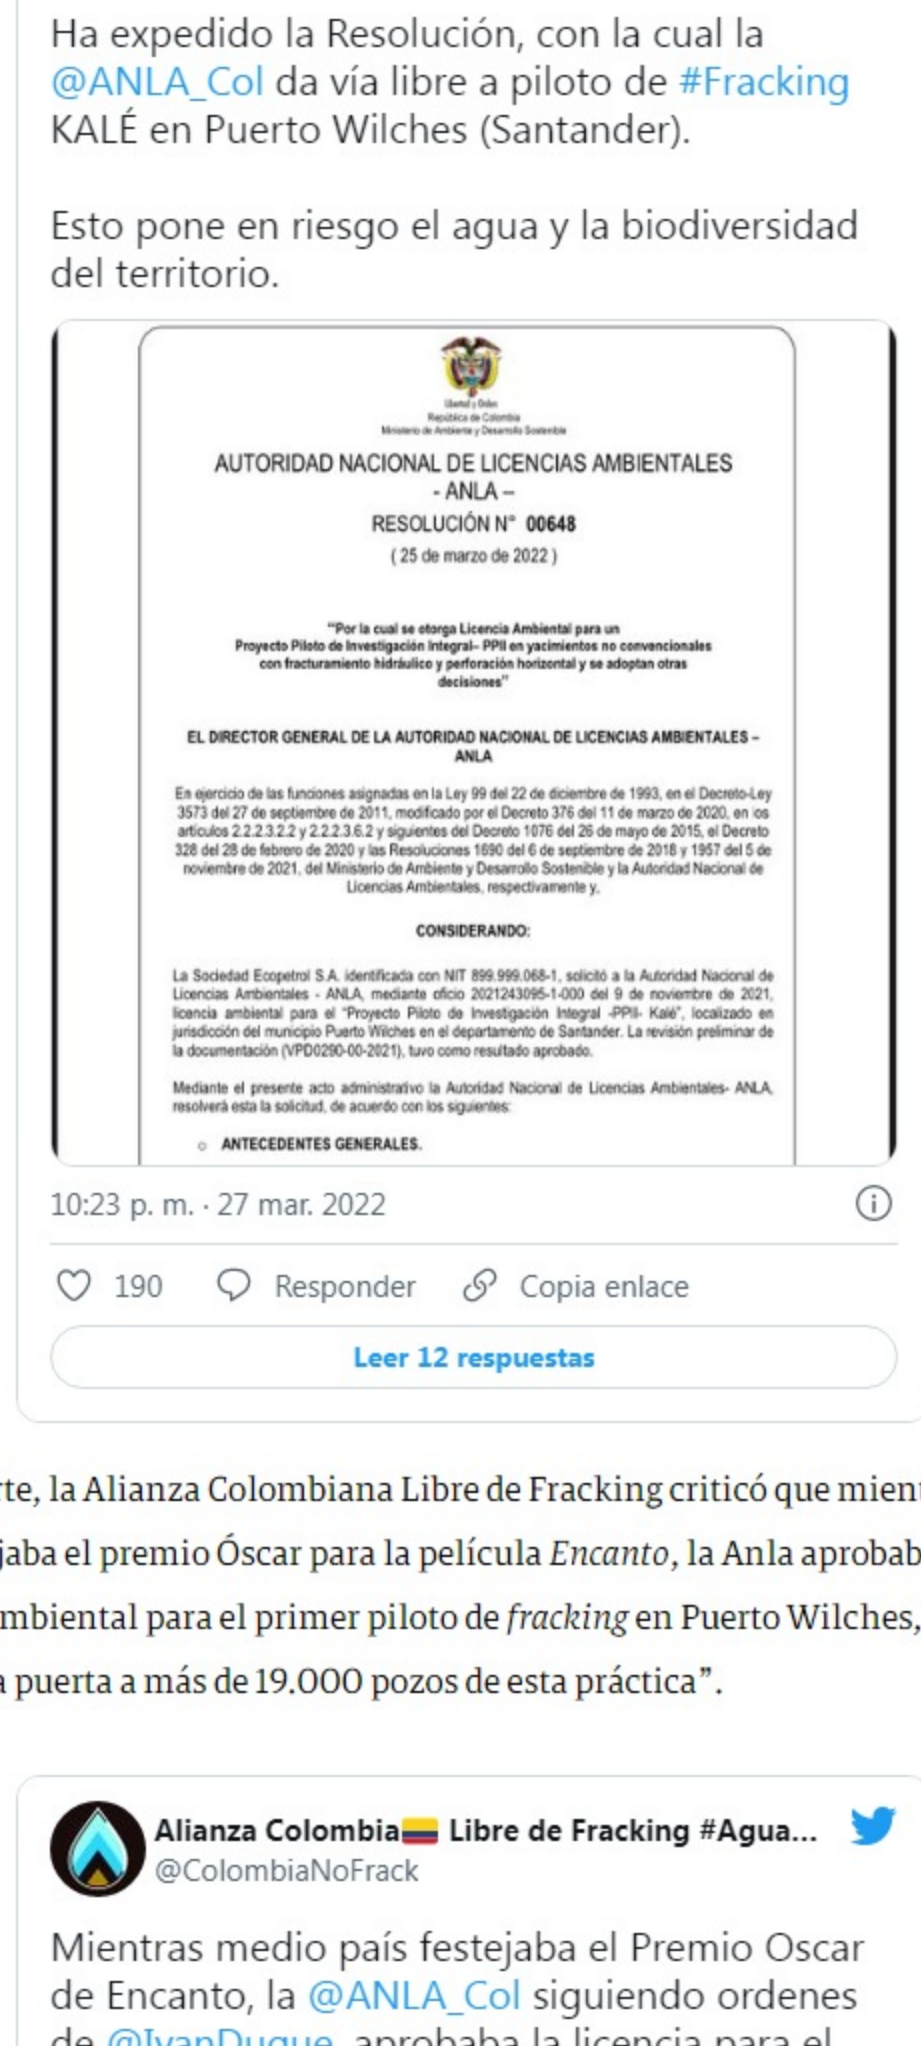 Ha expedido la Resolución, con la cual la
@ANLA_Col da vía libre a piloto de #Fracking
KALÉ en Puerto Wilches (Santander).
Esto pone en riesgo el agua y la biodiversidad
del territorio.
Libertad y Orden
República de Colombia
Ministerio de Ambiente y Desarrollo Sostenible
AUTORIDAD NACIONAL DE LICENCIAS AMBIENTALES
- ANLA –
RESOLUCIÓN N° 00648
( 25 de marzo de 2022 )
"Por la cual se otorga Licencia Ambiental para un
Proyecto Piloto de Investigación Integral– PPII en yacimientos no convencionales
con fracturamiento hidráulico y perforación horizontal y se adoptan otras
decisiones"
EL DIRECTOR GENERAL DE LA AUTORIDAD NACIONAL DE LICENCIAS AMBIENTALES –
ANLA
En ejercicio de las funciones asignadas en la Ley 99 del 22 de diciembre de 1993, en el Decreto-Ley
3573 del 27 de septiembre de 2011, modificado por el Decreto 376 del 11 de marzo de 2020, en los
artículos 2.2.2.3.2.2 y 2.2.2.3.6.2 y siguientes del Decreto 1076 del 26 de mayo de 2015, el Decreto
328 del 28 de febrero de 2020 y las Resoluciones 1690 del 6 de septiembre de 2018 y 1957 del 5 de
noviembre de 2021, del Ministerio de Ambiente y Desarrollo Sostenible y la Autoridad Nacional de
Licencias Ambientales, respectivamente y,
CONSIDERANDO:
La Sociedad Ecopetrol S.A. identificada con NIT 899.999.068-1, solicitó a la Autoridad Nacional de
Licencias Ambientales - ANLA, mediante oficio 2021243095-1-000 del 9 de noviembre de 2021,
licencia ambiental para el "Proyecto Piloto de Investigación Integral -PPII- Kalé", localizado en
jurisdicción del municipio Puerto Wilches en el departamento de Santander. La revisión preliminar de
la documentación (VPD0290-00-2021), tuvo como resultado aprobado.
Mediante el presente acto administrativo la Autoridad Nacional de Licencias Ambientales- ANLA,
resolverá esta la solicitud, de acuerdo con los siguientes:
o ANTECEDENTES GENERALES.
10:23 p. m. · 27 mar. 2022
190 Responder Copia enlace
Leer 12 respuestas
rte, la Alianza Colombiana Libre de Fracking criticó que mient
jaba el premio Óscar para la película Encanto, la Anla aprobab
mbiental para el primer piloto de fracking en Puerto Wilches,
a puerta a más de 19.000 pozos de esta práctica”.
Alianza Colombia🇨🇴 Libre de Fracking #Agua...
@ColombiaNoFrack
Mientras medio país festejaba el Premio Oscar
de Encanto, la @ANLA_Col siguiendo ordenes
de @IvanDuque, aprobaba la licencia para el